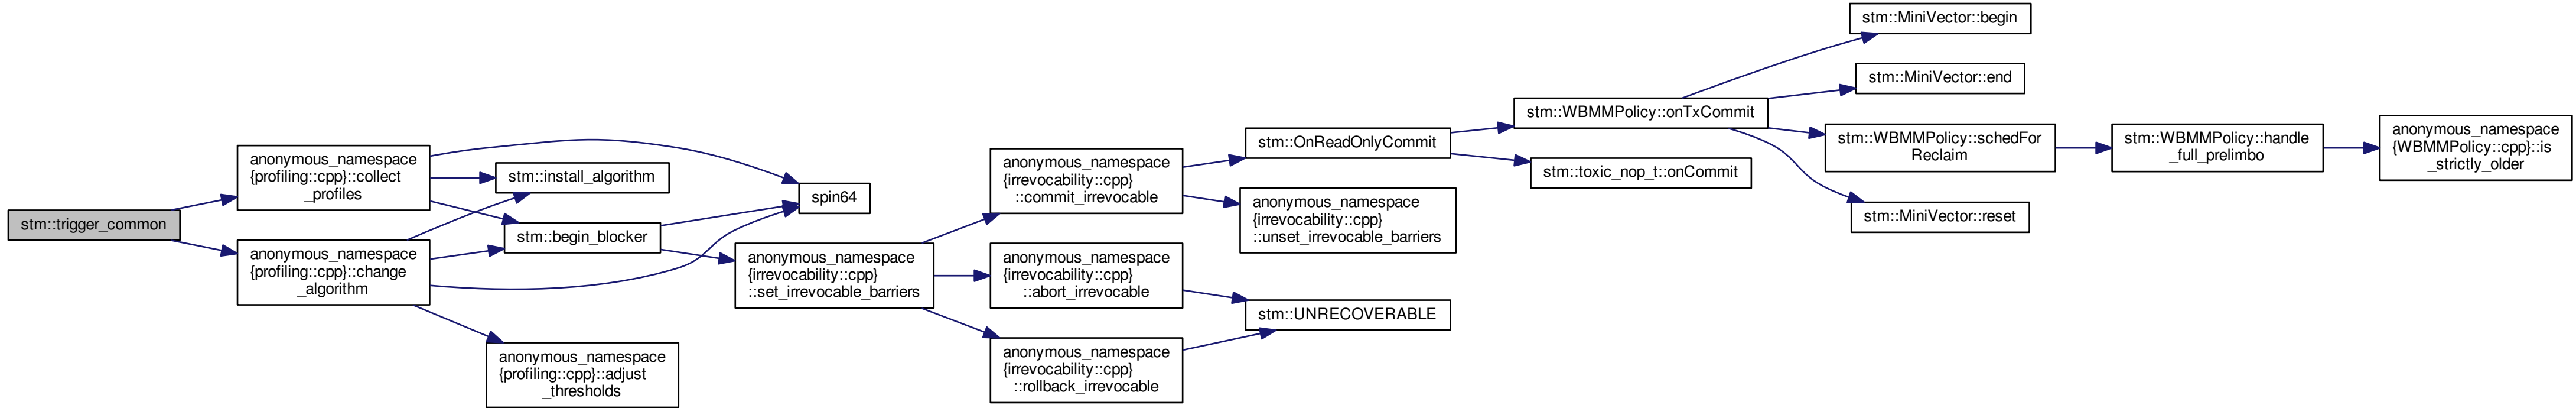 stm::trigger_common
anonymous_namespace
{profiling::cpp}::collect
_profiles
anonymous_namespace
{profiling::cpp}::change
_algorithm
stm::install_algorithm
stm::begin_blocker
anonymous_namespace
{profiling::cpp}::adjust
_thresholds
spin64
anonymous_namespace
{irrevocability::cpp}
::set_irrevocable_barriers
anonymous_namespace
{irrevocability::cpp}
::commit_irrevocable
anonymous_namespace
{irrevocability::cpp}
::abort_irrevocable
anonymous_namespace
{irrevocability::cpp}
::rollback_irrevocable
stm::OnReadOnlyCommit
anonymous_namespace
{irrevocability::cpp}
::unset_irrevocable_barriers
stm::UNRECOVERABLE
stm::WBMMPolicy::onTxCommit
stm::toxic_nop_t::onCommit
stm::MiniVector::begin
stm::MiniVector::end
stm::WBMMPolicy::schedFor
Reclaim
stm::MiniVector::reset
stm::WBMMPolicy::handle
_full_prelimbo
anonymous_namespace
{WBMMPolicy::cpp}::is
_strictly_older